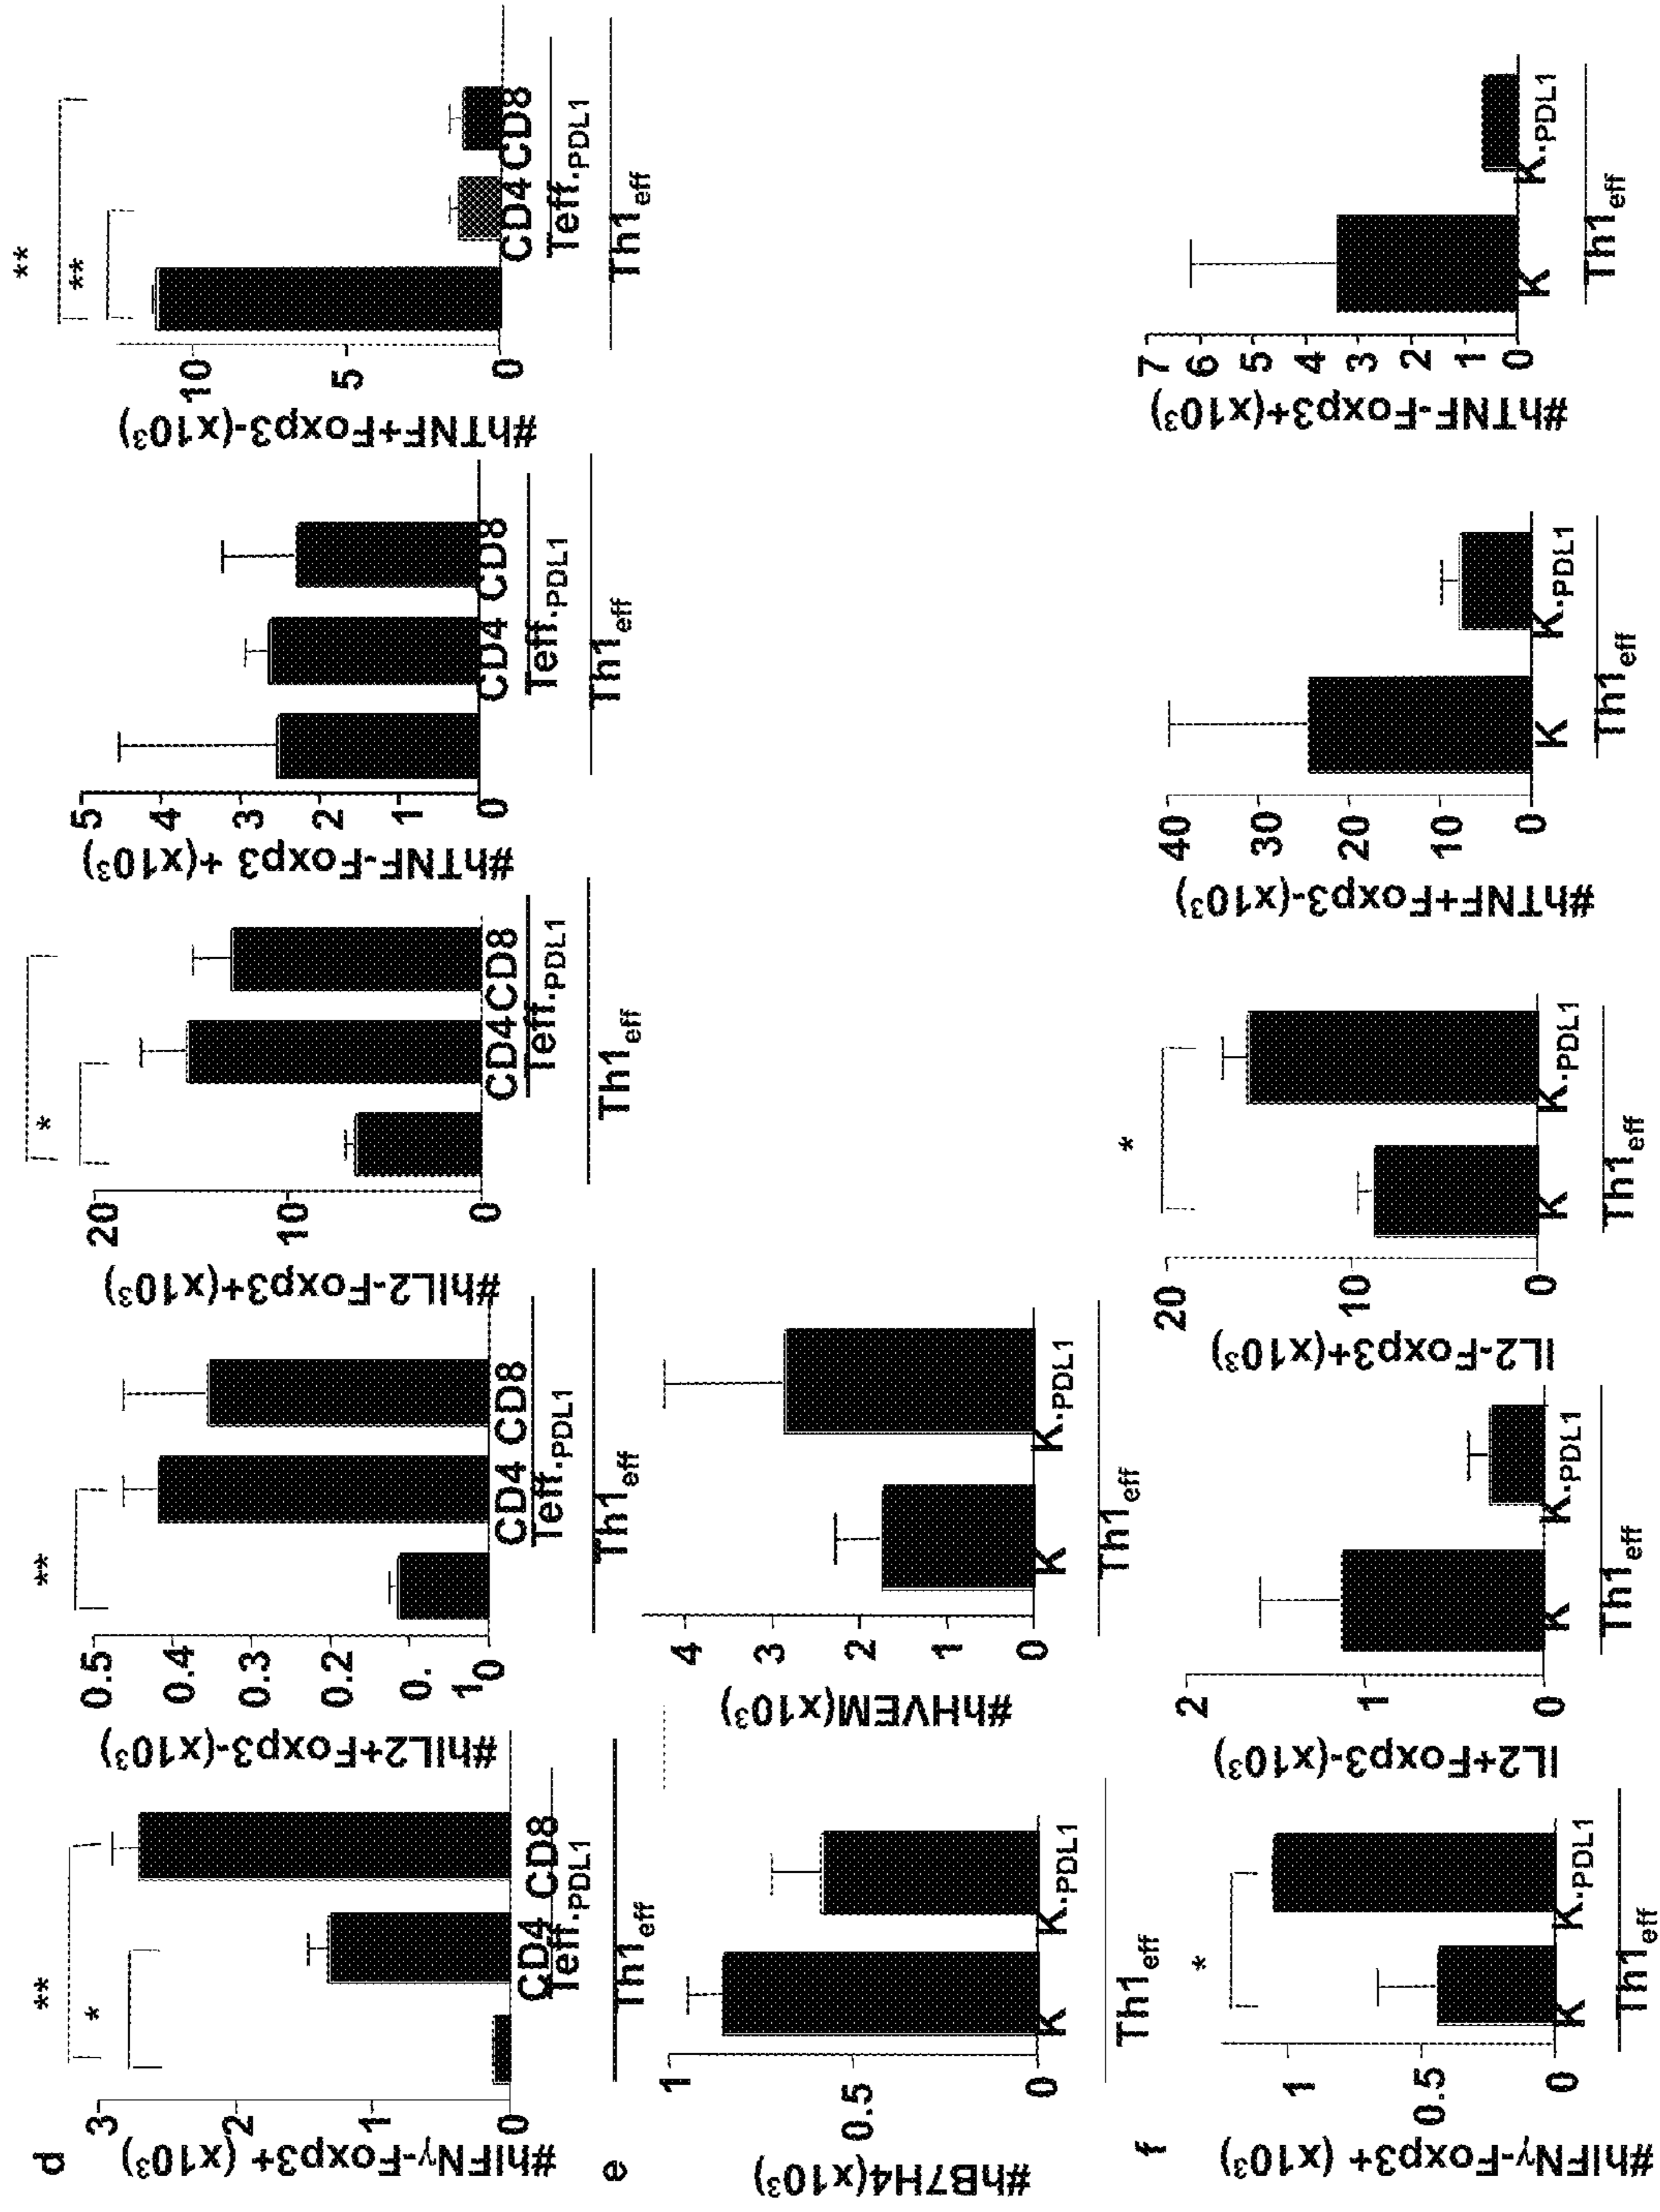 d
#hIFNγ-Foxp3+ (x10³)
3
2
1
0
**
*
CD4 CD8
Teff.PDL1
Th1eff
#hIL2+Foxp3-(x10³)
0.5
0.4
0.3
0.2
0.
1
0
**
CD4 CD8
Teff.PDL1
Th1eff
#hIL2-Foxp3+(x10³)
20
10
0
*
CD4CD8
Teff.PDL1
Th1eff
#hTNF-Foxp3 +(x10³)
5
4
3
2
1
0
CD4 CD8
Teff.PDL1
Th1eff
#hTNF+Foxp3-(x10³)
10
5
0
**
**
CD4 CD8
Teff.PDL1
Th1eff
e
#hB7H4(x10³)
1
0.5
0
K K.PDL1
Th1eff
#hHVEM(x10³)
4
3
2
1
0
K K.PDL1
Th1eff
f
#hIFNγ-Foxp3+ (x10³)
1
0.5
0
*
K K.PDL1
Th1eff
IL2+Foxp3-(x10³)
2
1
0
K K.PDL1
Th1eff
IL2-Foxp3+(x10³)
20
10
0
*
K K.PDL1
Th1eff
#hTNF+Foxp3-(x10³)
40
30
20
10
0
K K.PDL1
Th1eff
#hTNF-Foxp3+(x10³)
7
6
5
4
3
2
1
0
K K.PDL1
Th1eff